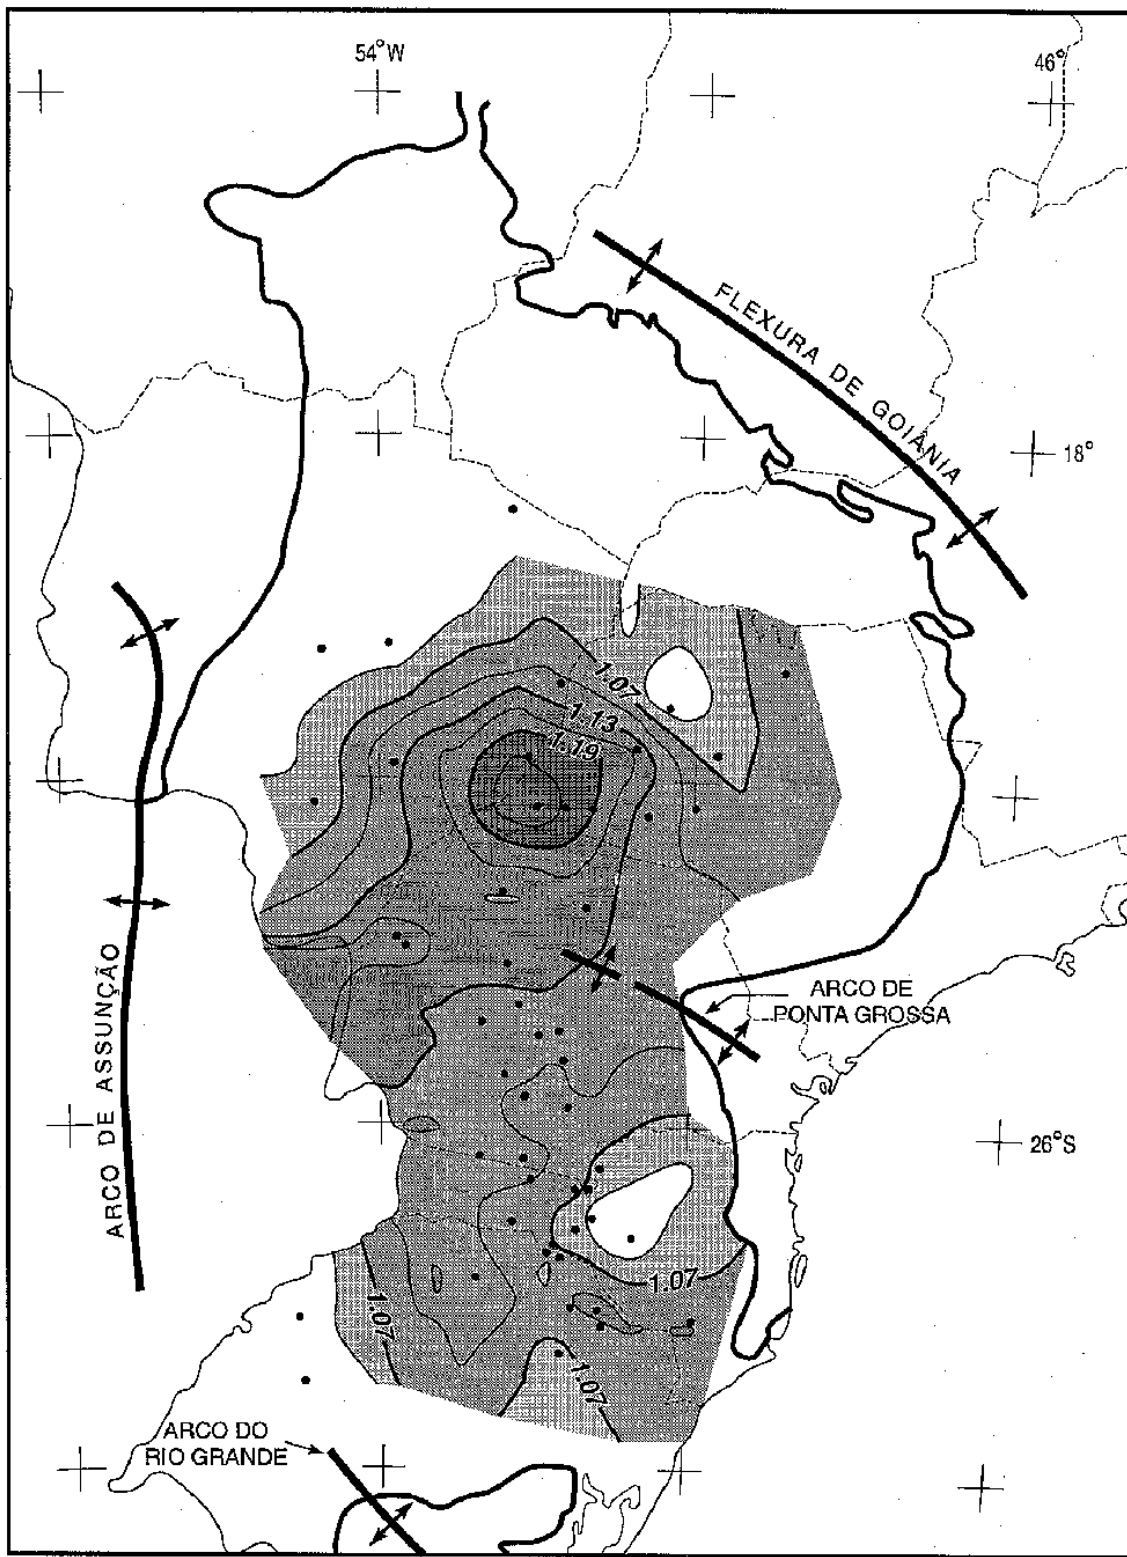 54°W
46°
FLEXURA DE GOIÂNIA
18°
1.07
1.13
1.19
ARCO DE ASSUNÇÃO
ARCO DE
PONTA GROSSA
26°S
1.07
1.07
1.07
ARCO DO
RIO GRANDE